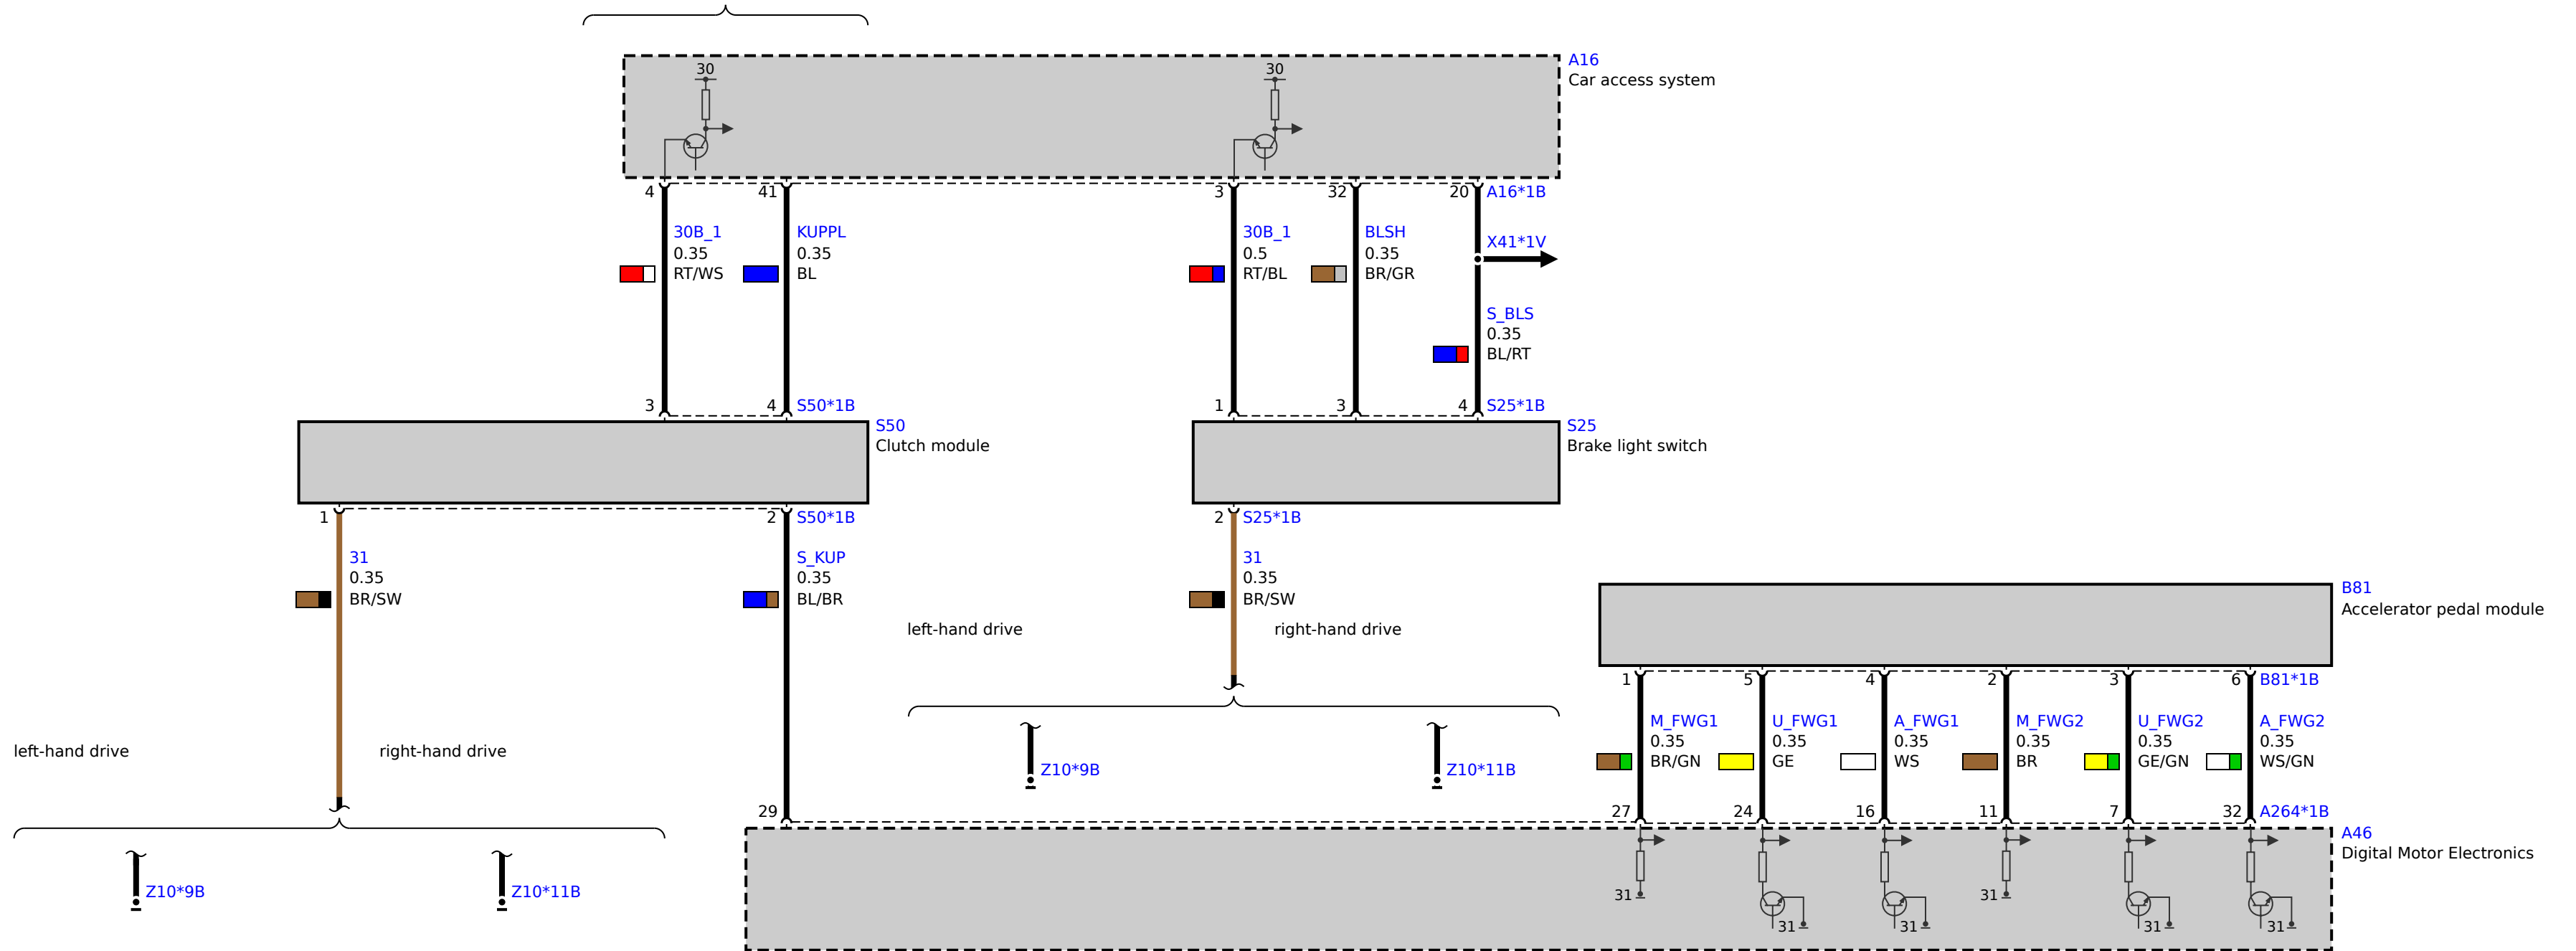 30
30
A16
Car access system
4
41
3
32
20
A16*1B
30B_1
0.35
RT/WS
KUPPL
0.35
BL
30B_1
0.5
RT/BL
BLSH
0.35
BR/GR
X41*1V
S_BLS
0.35
BL/RT
3
4
S50*1B
1
3
4
S25*1B
S50
Clutch module
S25
Brake light switch
1
2
S50*1B
2
S25*1B
31
0.35
BR/SW
S_KUP
0.35
BL/BR
31
0.35
BR/SW
left-hand drive
right-hand drive
B81
Accelerator pedal module
1
5
4
2
3
6
B81*1B
M_FWG1
0.35
BR/GN
U_FWG1
0.35
GE
A_FWG1
0.35
WS
M_FWG2
0.35
BR
U_FWG2
0.35
GE/GN
A_FWG2
0.35
WS/GN
left-hand drive
right-hand drive
Z10*9B
Z10*11B
29
27
24
16
11
7
32
A264*1B
A46
Digital Motor Electronics
Z10*9B
Z10*11B
31
31
31
31
31
31